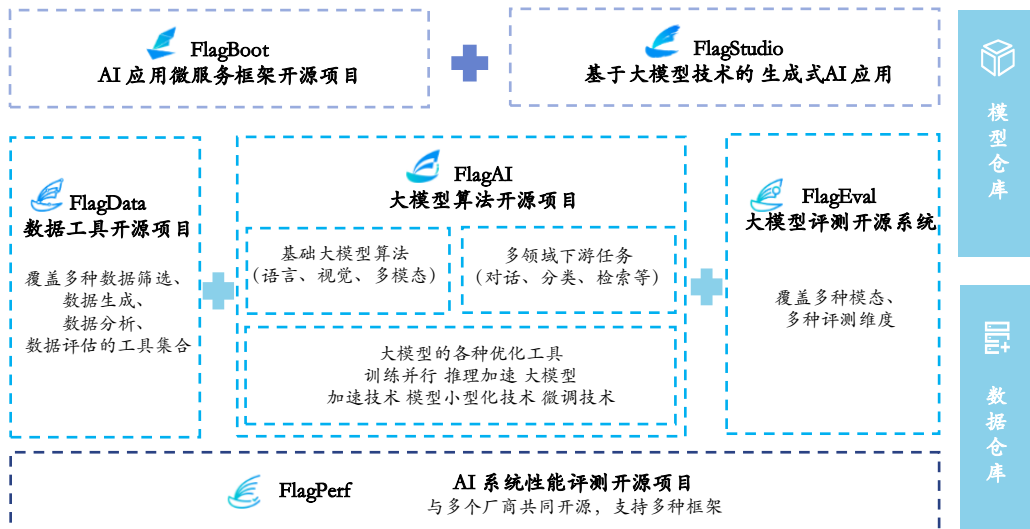 FlagBoot
AI 应用微服务框架开源项目
FlagStudio
基于大模型技术的 生成式AI 应用
FlagData
数据工具开源项目
覆盖多种数据筛选、
数据生成、
数据分析、
数据评估的工具集合
FlagAI
大模型算法开源项目
基础大模型算法
（语言、视觉、多模态）
多领域下游任务
（对话、分类、检索等）
大模型的各种优化工具
训练并行 推理加速 大模型
加速技术 模型小型化技术 微调技术
FlagEval
大模型评测开源系统
覆盖多种模态、
多种评测维度
FlagPerf
AI 系统性能评测开源项目
与多个厂商共同开源，支持多种框架
模型仓库
数据仓库